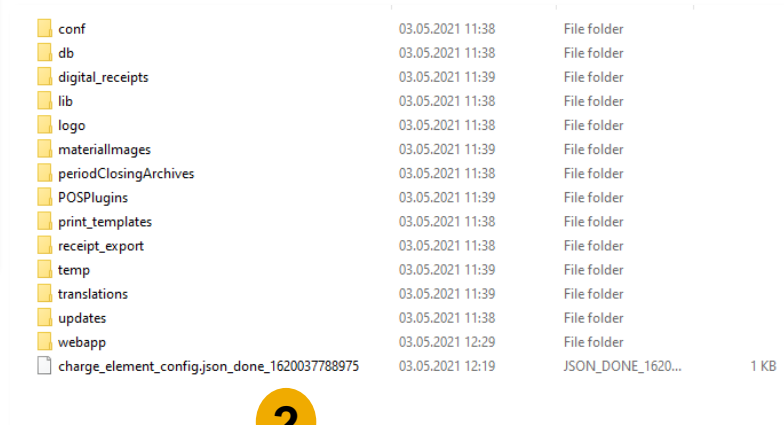 conf 03.05.2021 11:38 File folder
db 03.05.2021 11:38 File folder
digital_receipts 03.05.2021 11:39 File folder
lib 03.05.2021 11:38 File folder
logo 03.05.2021 11:38 File folder
materialImages 03.05.2021 11:39 File folder
periodClosingArchives 03.05.2021 11:38 File folder
POSPlugins 03.05.2021 11:39 File folder
print_templates 03.05.2021 11:38 File folder
receipt_export 03.05.2021 11:38 File folder
temp 03.05.2021 11:39 File folder
translations 03.05.2021 11:39 File folder
updates 03.05.2021 11:38 File folder
webapp 03.05.2021 12:29 File folder
charge_element_config.json_done_1620037788975 03.05.2021 12:19 JSON_DONE_1620... 1 KB
2